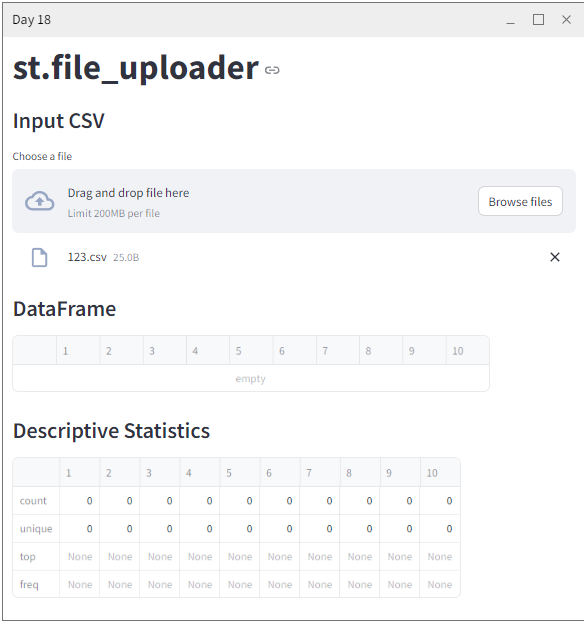 Day 18
st.file_uploader
Input CSV
Choose a file
Drag and drop file here
Limit 200MB per file
Browse files
123.csv 25.0B
DataFrame
1 2 3 4 5 6 7 8 9 10
empty
Descriptive Statistics
1 2 3 4 5 6 7 8 9 10
count 0 0 0 0 0 0 0 0 0 0
unique 0 0 0 0 0 0 0 0 0 0
top None None None None None None None None None None
freq None None None None None None None None None None